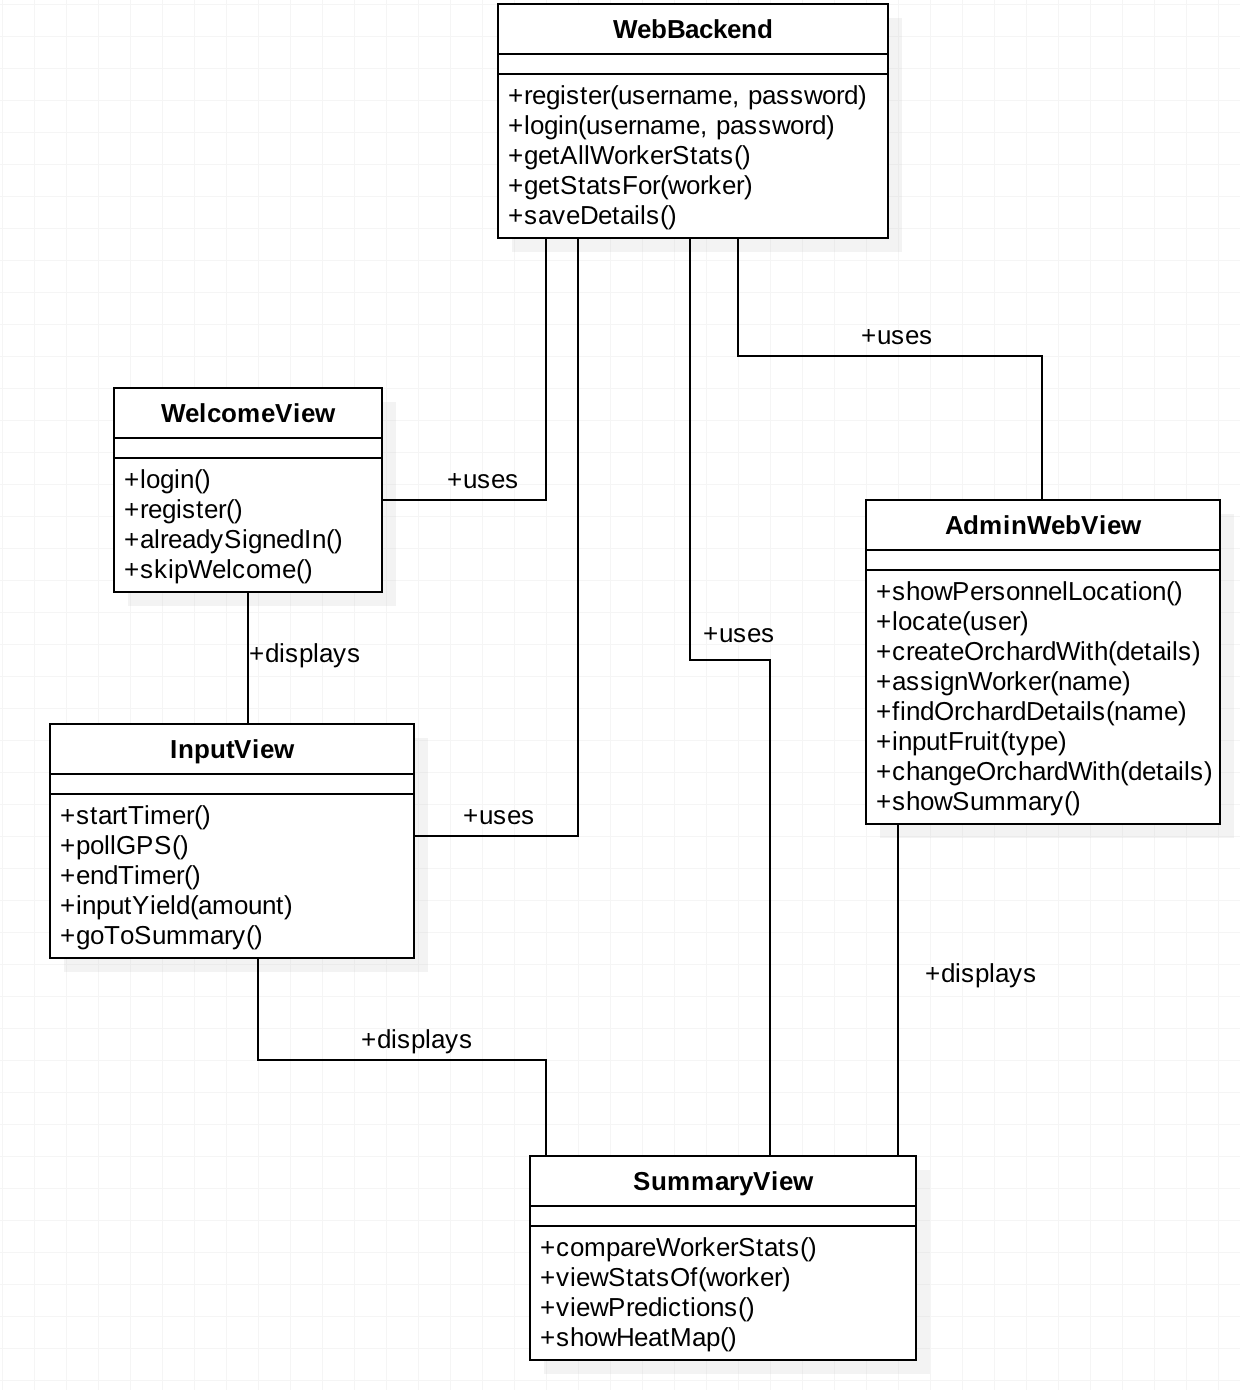 WebBackend
+register(username, password)
+login(username, password)
+getAllWorkerStats()
+getStatsFor(worker)
+saveDetails()
+uses
WelcomeView
+login()
+register()
+alreadySignedIn()
+skipWelcome()
+uses
AdminWebView
+showPersonnelLocation()
+locate(user)
+createOrchardWith(details)
+assignWorker(name)
+findOrchardDetails(name)
+inputFruit(type)
+changeOrchardWith(details)
+showSummary()
+uses
+displays
InputView
+startTimer()
+pollGPS()
+endTimer()
+inputYield(amount)
+goToSummary()
+uses
+displays
+displays
SummaryView
+compareWorkerStats()
+viewStatsOf(worker)
+viewPredictions()
+showHeatMap()